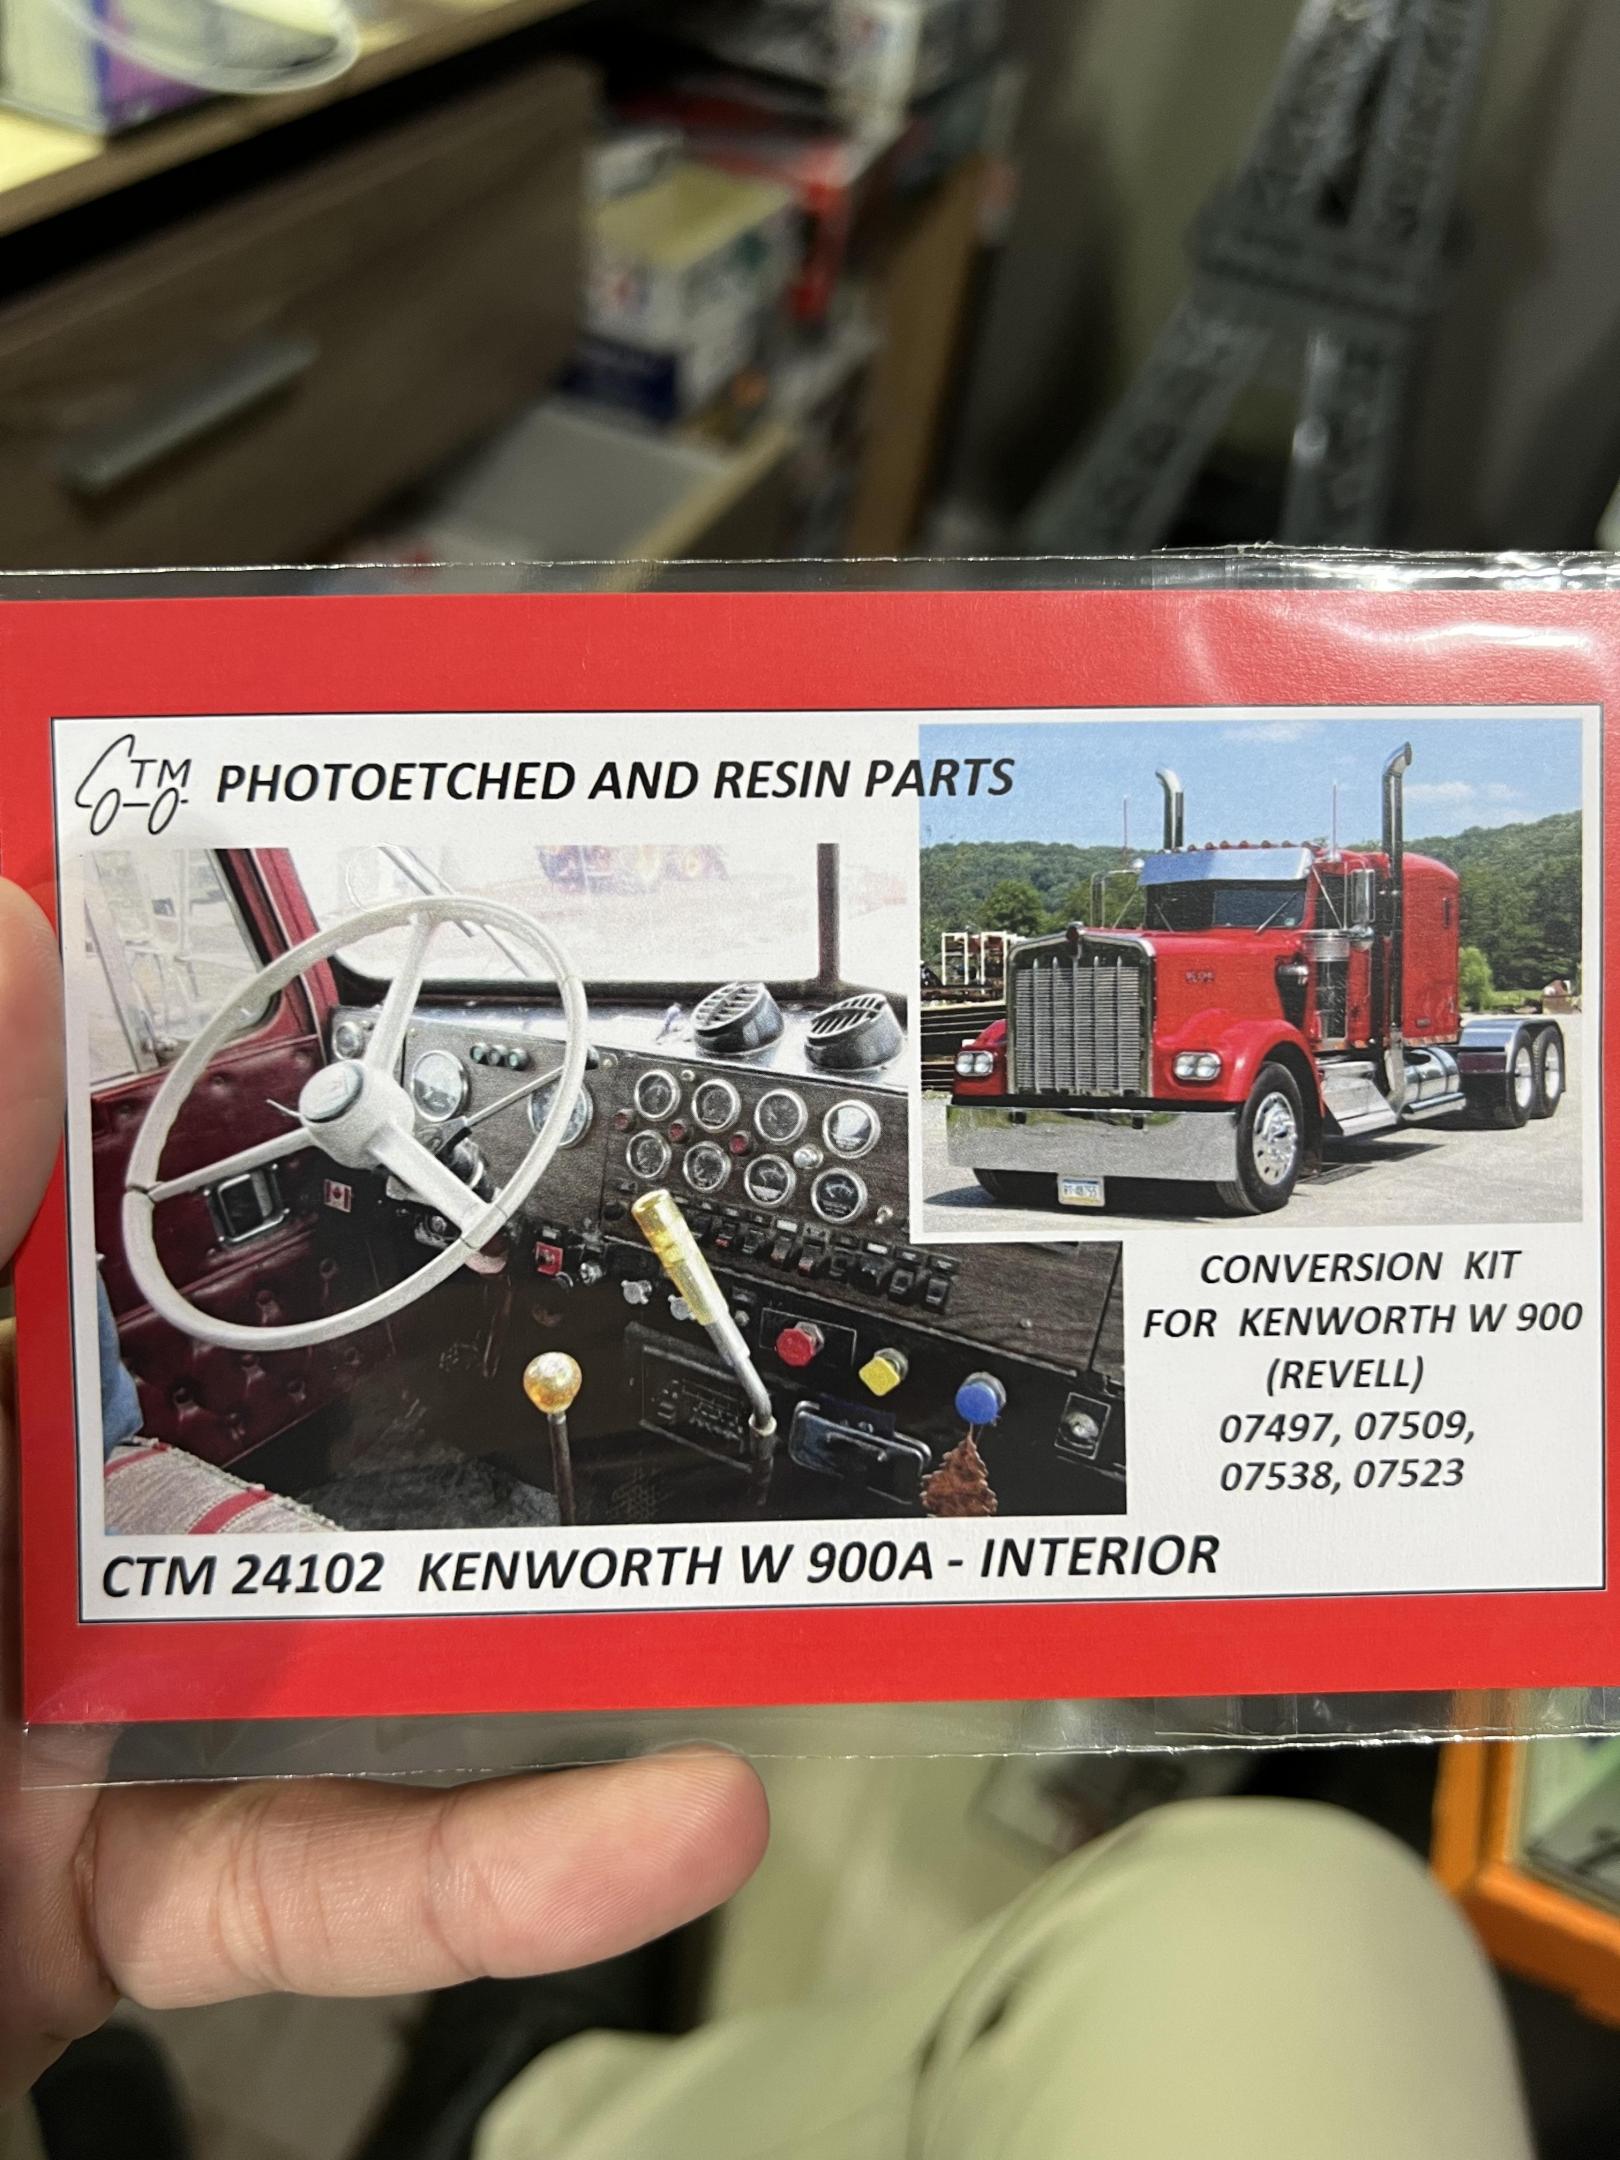 CTM PHOTOETCHED AND RESIN PARTS
CONVERSION KIT
FOR KENWORTH W 900
(REVELL)
07497, 07509,
07538, 07523
CTM 24102 KENWORTH W 900A - INTERIOR